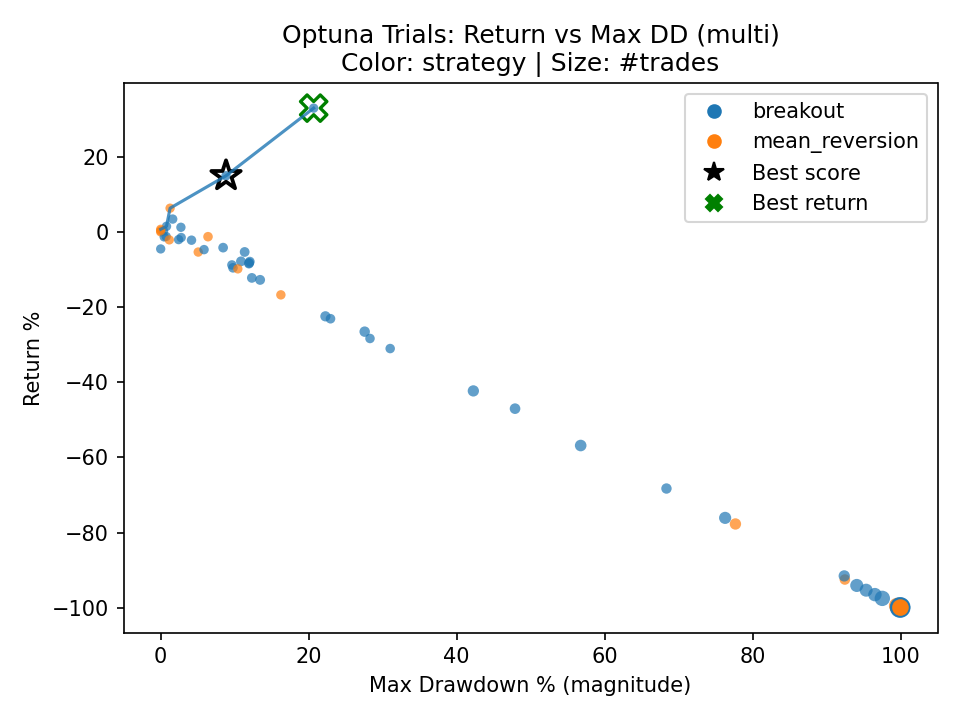 Optuna Trials: Return vs Max DD (multi)
Color: strategy | Size: #trades
breakout
mean_reversion
Best score
Best return
20
0
−20
−40
−60
−80
−100
Return %
0
20
40
60
80
100
Max Drawdown % (magnitude)